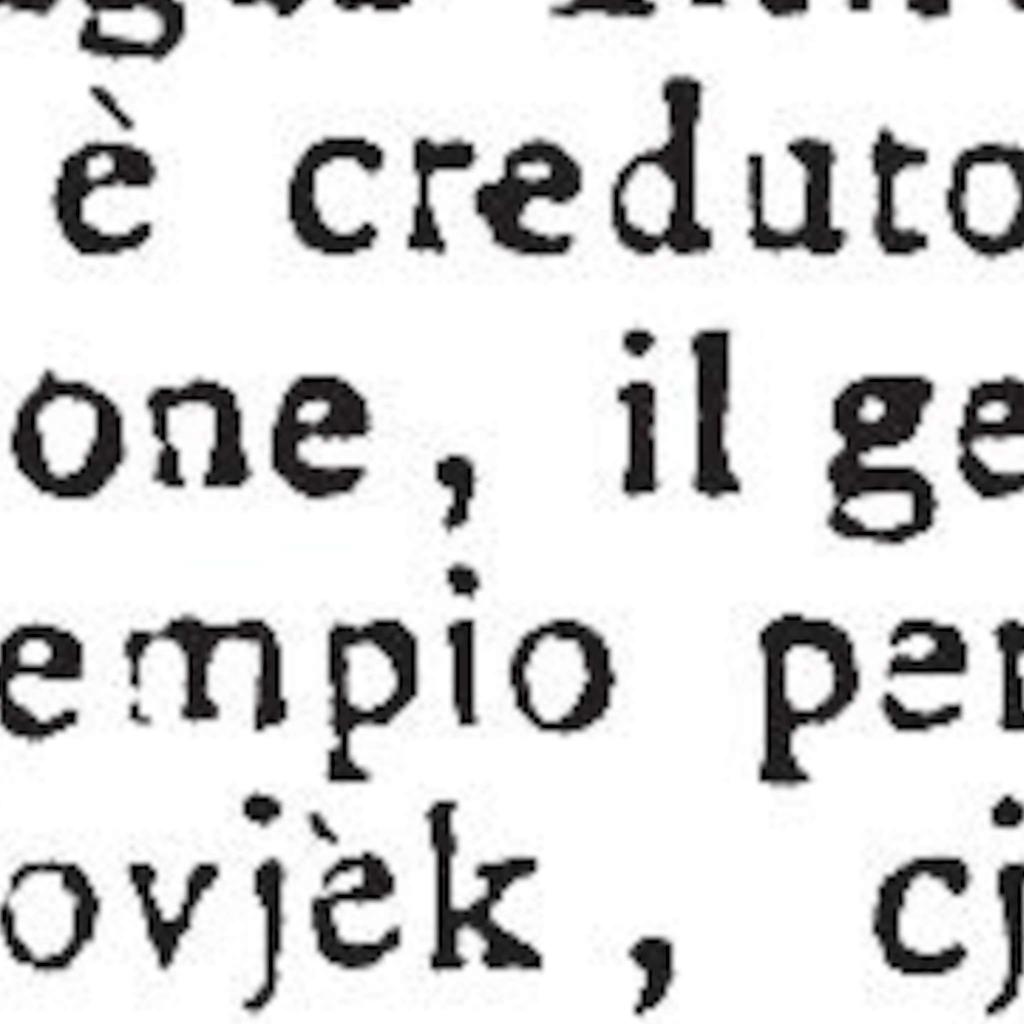 è creduto
one, il ge
empio per
ovjèk, cj